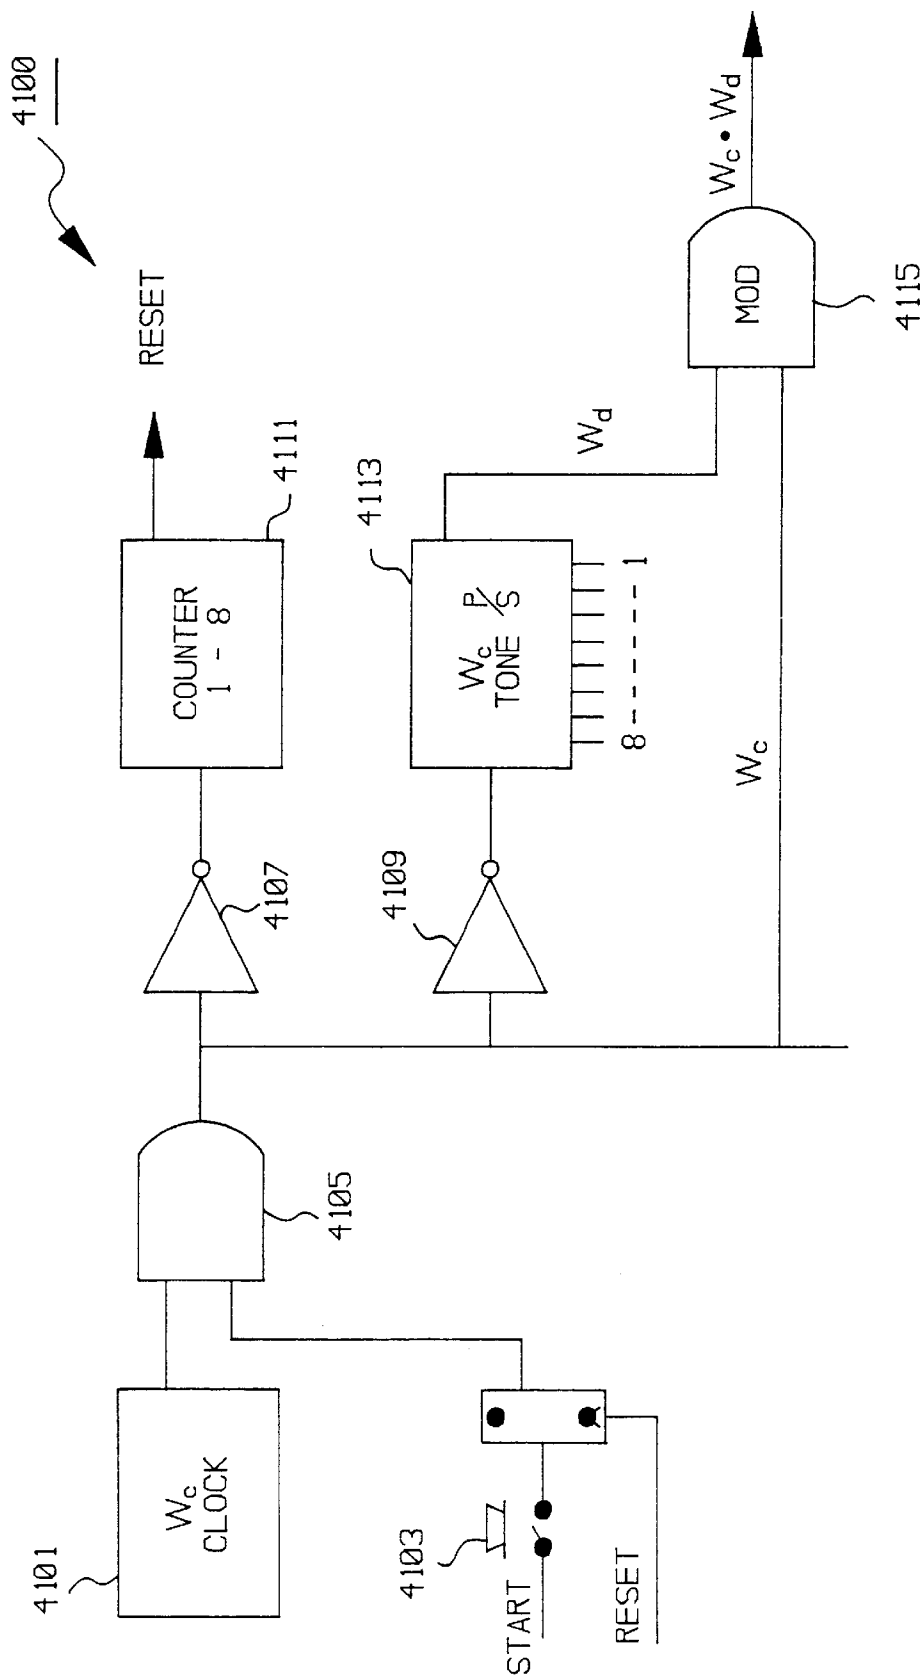 4100
RESET
4101
Wc
CLOCK
4103
START
RESET
4105
4107
4109
COUNTER
1 - 8
4111
4113
Wc P/S
TONE
8 ------ 1
Wd
Wc
MOD
4115
Wc • Wd